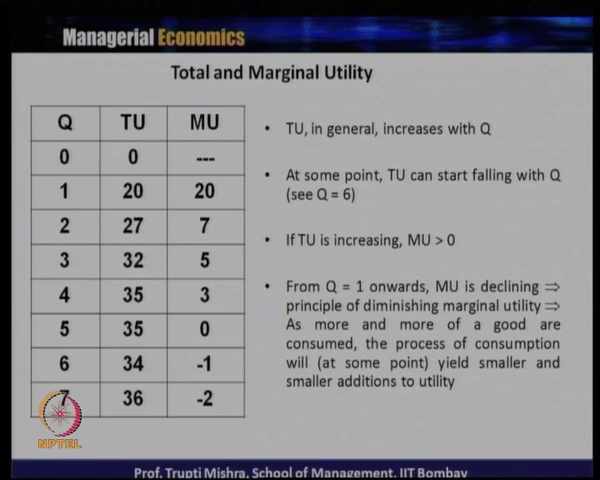 Managerial Economics
Total and Marginal Utility
Q TU MU
0 0 ---
1 20 20
2 27 7
3 32 5
4 35 3
5 35 0
6 34 -1
7 36 -2
• TU, in general, increases with Q
• At some point, TU can start falling with Q
(see Q = 6)
• If TU is increasing, MU > 0
• From Q = 1 onwards, MU is declining ⇒
principle of diminishing marginal utility ⇒
As more and more of a good are
consumed, the process of consumption
will (at some point) yield smaller and
smaller additions to utility
NPTEL
Prof. Trupti Mishra, School of Management, IIT Bombay